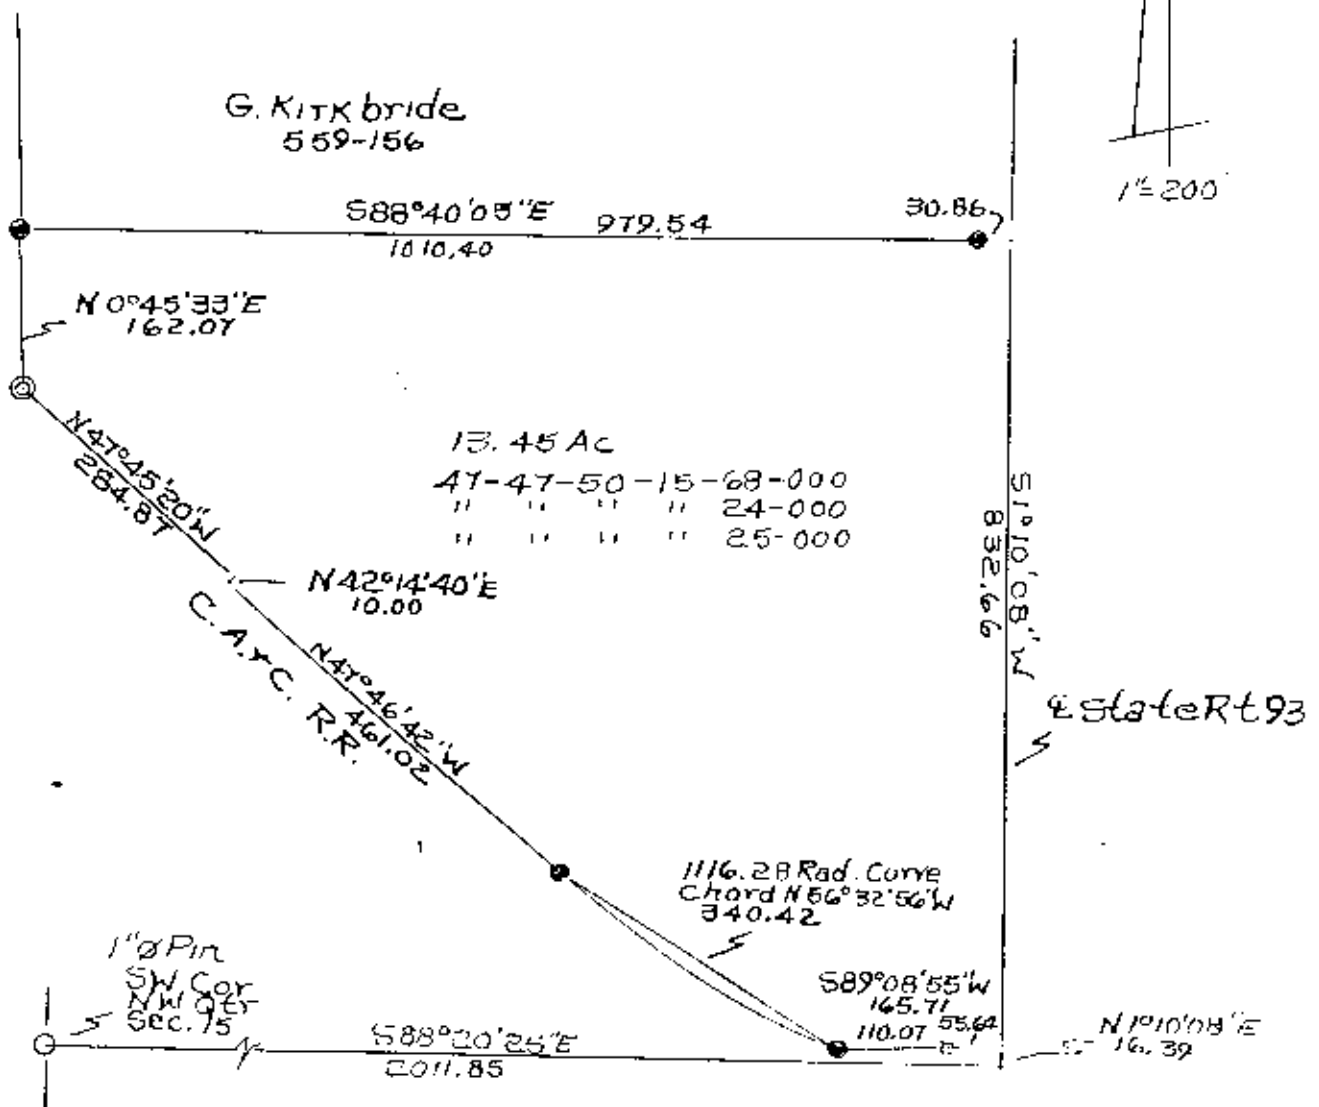 G. Kirkbride
559-156
1"=200'
S88°40'05"E 979.54
1010.40
30.86
N 0°45'33"E
162.07
N47°45'20"W
284.87
13.45 Ac
47-47-50-15-68-000
" " " " 24-000
" " " " 25-000
S1°10'08"W
832.66
N42°14'40"E
10.00
C. A. & C. R.R.
N47°46'42"W
461.02
℄ State Rt 93
1116.28 Rad. Curve
Chord N56°32'56"W
340.42
1"ø Pin
SW Cor
NW Qtr
Sec. 15
S89°08'55"W
165.71
110.07 55.64
S88°20'25"E
2011.85
N1°10'08"E
16.39